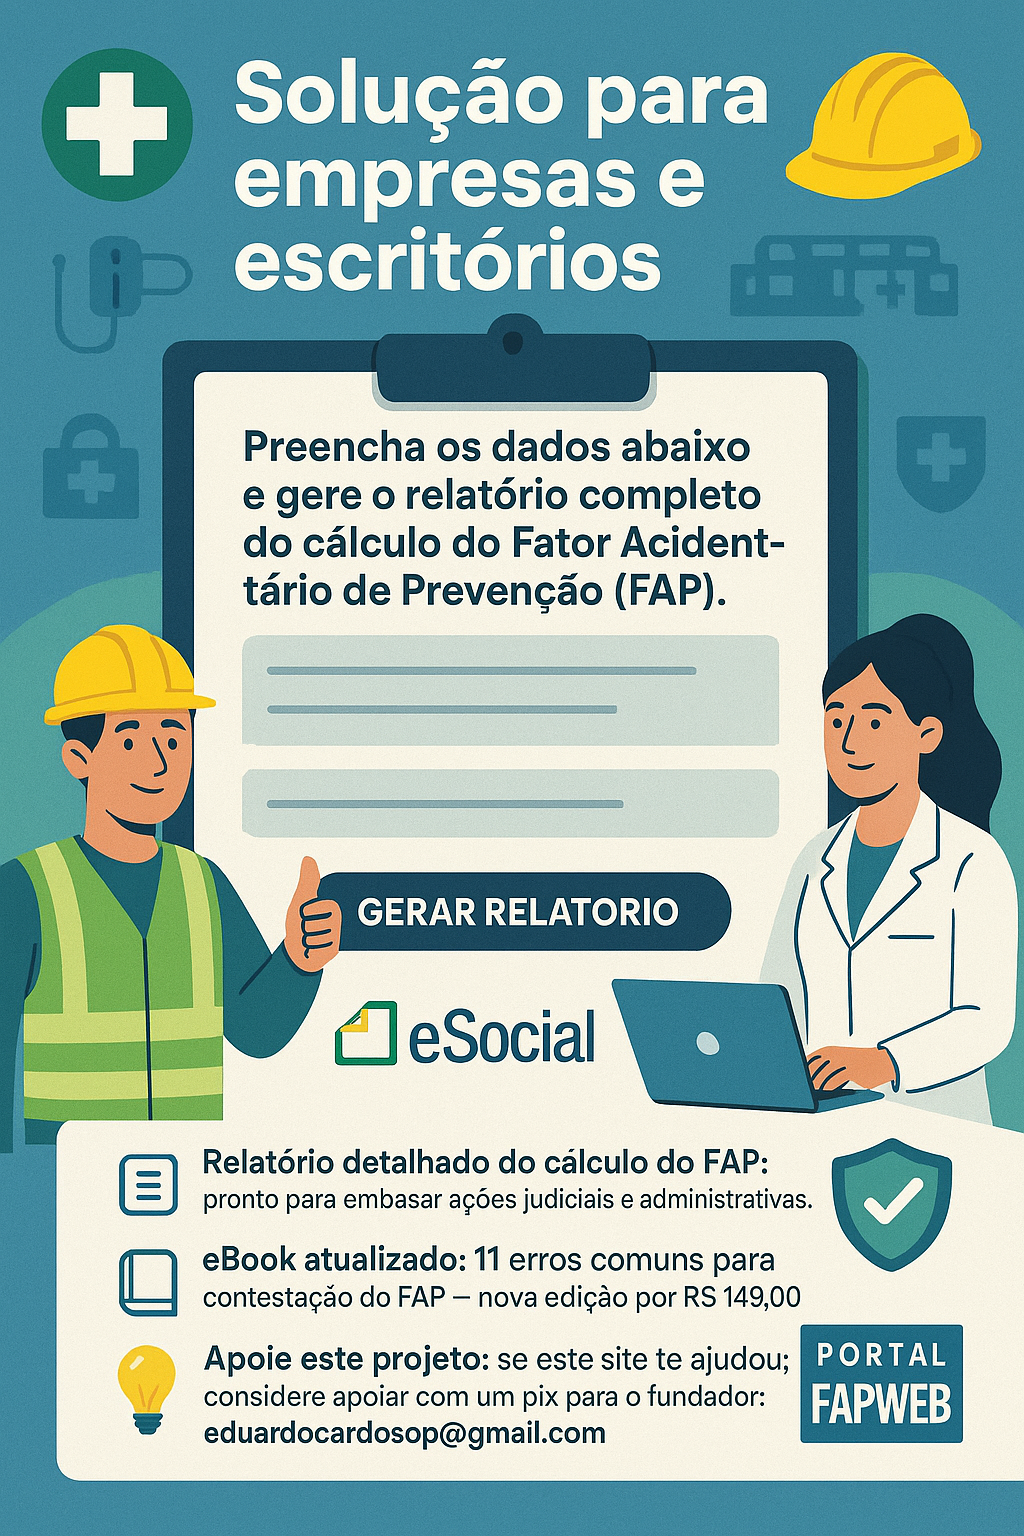 Solução para
empresas e
escritórios
Preencha os dados abaixo
e gere o relatório completo
do cálculo do Fator Acident-
tário de Prevenção (FAP).
GERAR RELATORIO
eSocial
Relatório detalhado do cálculo do FAP:
pronto para embasar ações judiciais e administrativas.
eBook atualizado: 11 erros comuns para
contestação do FAP – nova edição por RS 149,00
Apoie este projeto: se este site te ajudou;
considere apoiar com um pix para o fundador:
eduardocardosop@gmail.com
PORTAL
FAPWEB